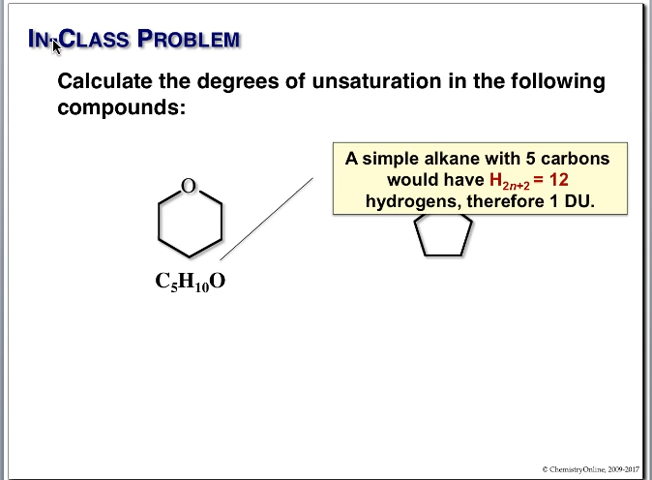 IN-CLASS PROBLEM
Calculate the degrees of unsaturation in the following
compounds:
A simple alkane with 5 carbons
would have H2n+2 = 12
hydrogens, therefore 1 DU.
O
C5H10O
© ChemistryOnline, 2009-2017